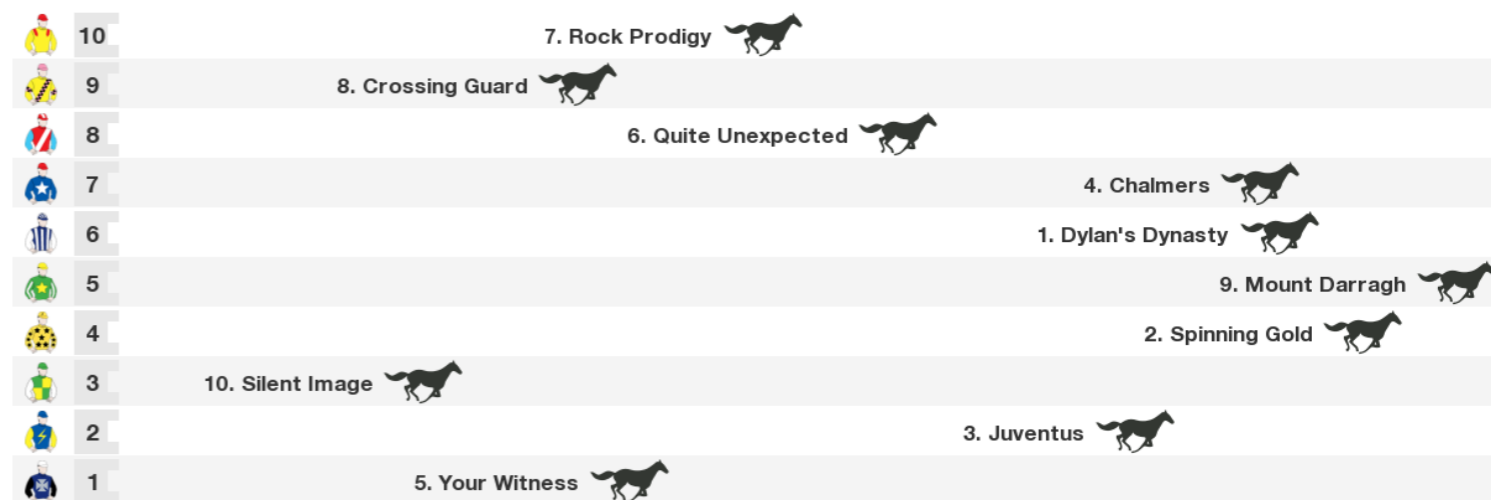 10 7. Rock Prodigy
9 8. Crossing Guard
8 6. Quite Unexpected
7 4. Chalmers
6 1. Dylan's Dynasty
5 9. Mount Darragh
4 2. Spinning Gold
3 10. Silent Image
2 3. Juventus
1 5. Your Witness